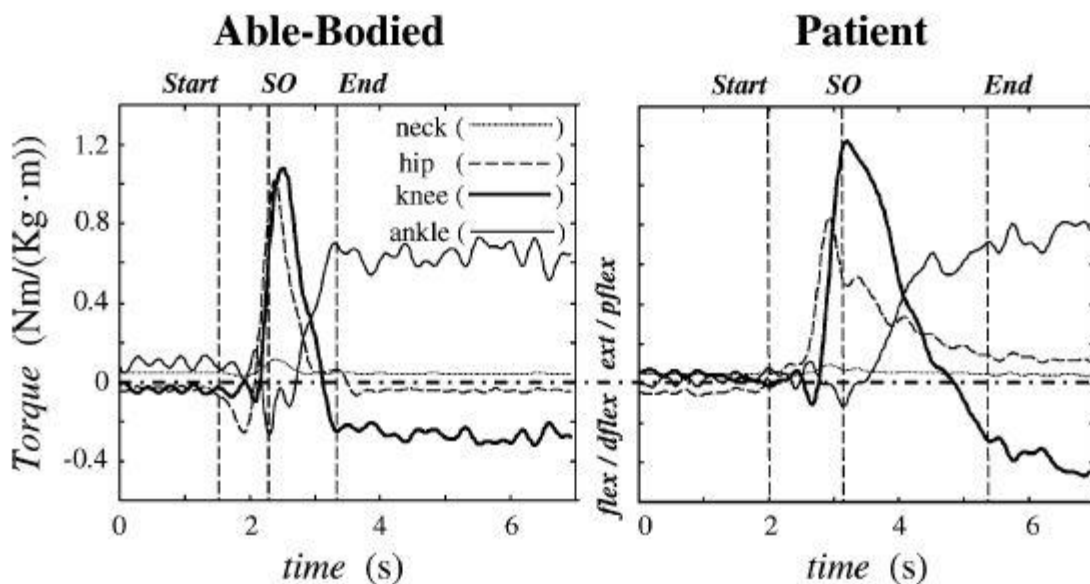 Able-Bodied
Patient
Start SO End
Start SO End
neck ( )
hip ( )
knee ( )
ankle ( )
Torque (Nm/(Kg·m))
1.2
0.8
0.4
0
-0.4
flex / dflex ext / pflex
0 2 4 6
0 2 4 6
time (s)
time (s)